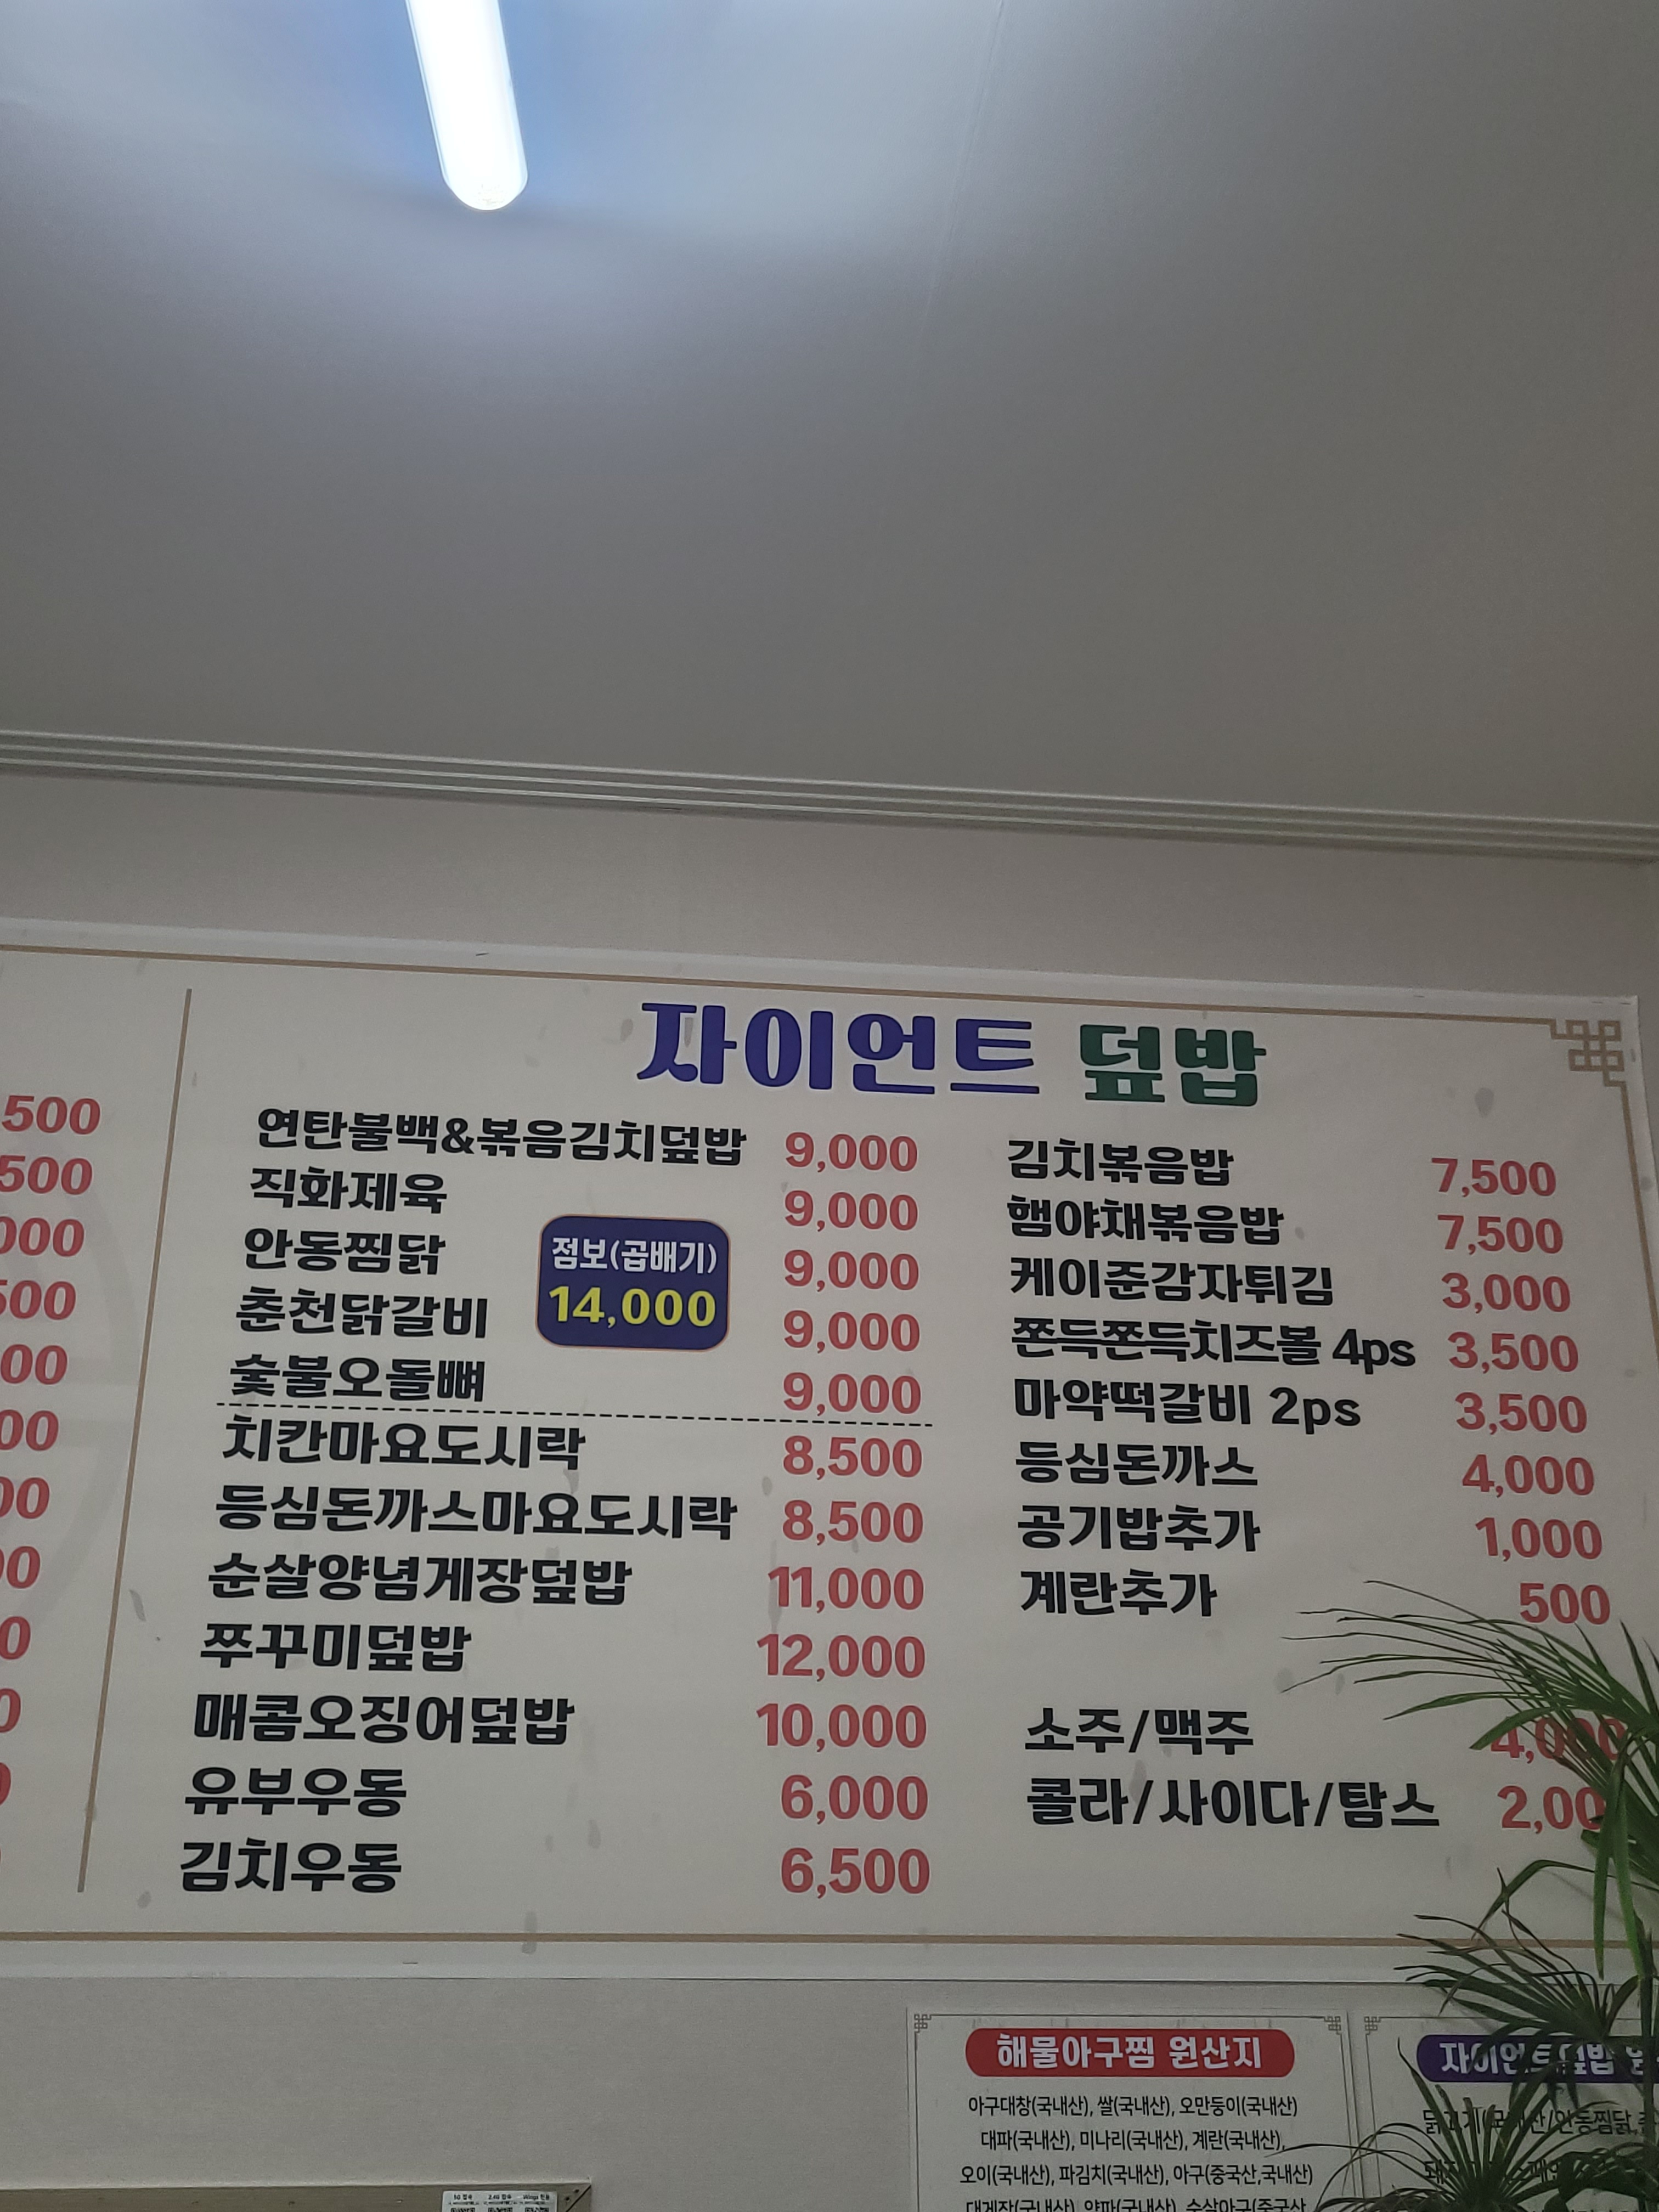 자이언트 덮밥
연탄불백&볶음김치덮밥 9,000
직화제육 9,000
안동찜닭 9,000
춘천닭갈비 9,000
숯불오돌뼈 9,000
점보(곱배기)
14,000
치칸마요도시락 8,500
등심돈까스마요도시락 8,500
순살양념게장덮밥 11,000
쭈꾸미덮밥 12,000
매콤오징어덮밥 10,000
유부우동 6,000
김치우동 6,500
김치볶음밥 7,500
햄야채볶음밥 7,500
케이준감자튀김 3,000
쫀득쫀득치즈볼 4ps 3,500
마약떡갈비 2ps 3,500
등심돈까스 4,000
공기밥추가 1,000
계란추가 500
소주/맥주 4,000
콜라/사이다/탐스 2,00
해물아구찜 원산지
아구대창(국내산), 쌀(국내산), 오만둥이(국내산)
대파(국내산), 미나리(국내산), 계란(국내산),
오이(국내산), 파김치(국내산), 아구(중국산,국내산)
자이언트덮밥